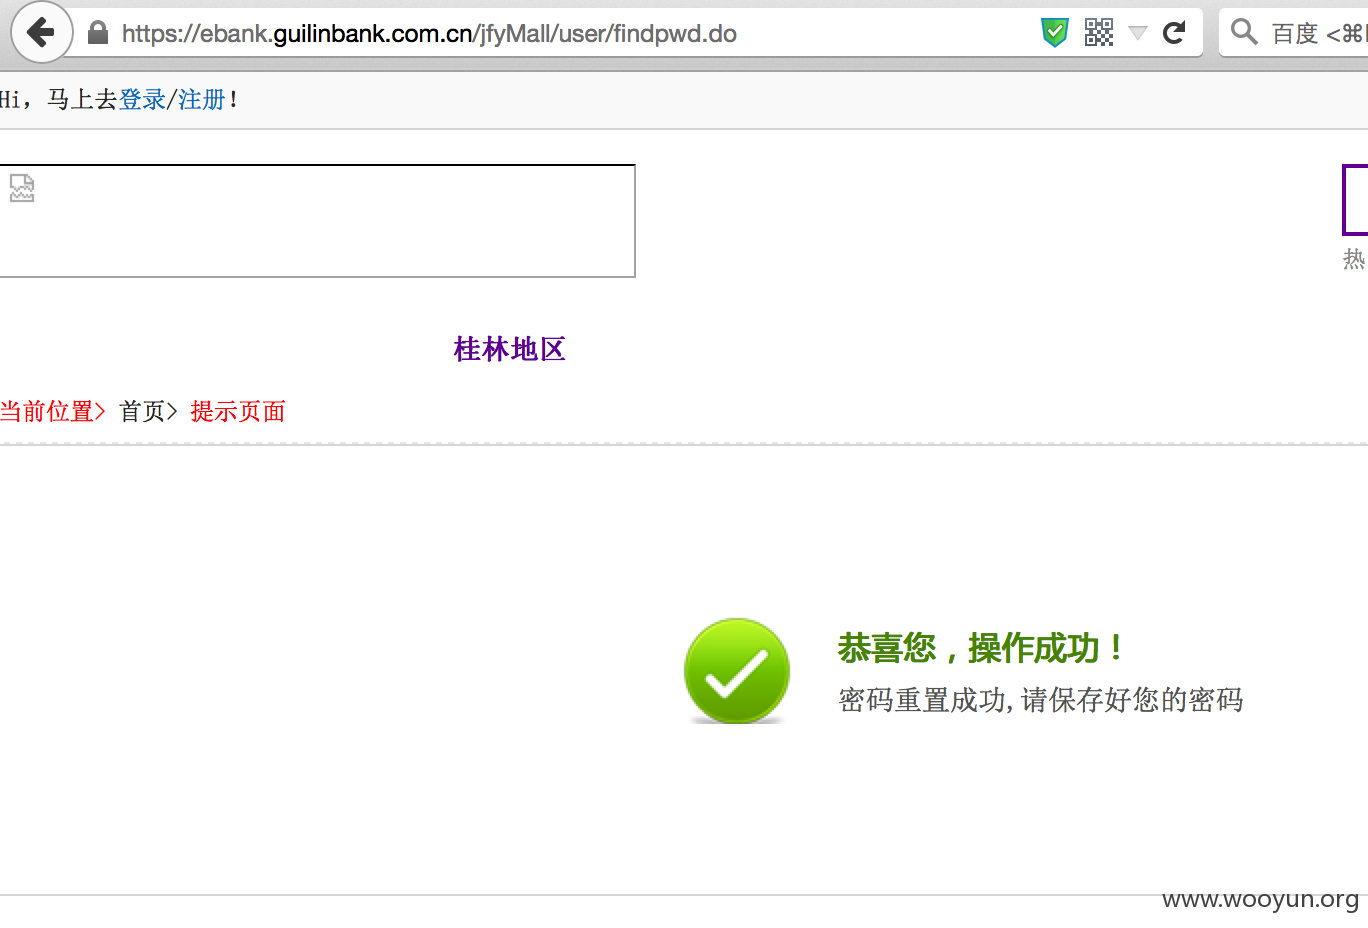 https://ebank.guilinbank.com.cn/jfyMall/user/findpwd.do
百度 <⌘
Hi，马上去登录/注册！
热
桂林地区
当前位置> 首页> 提示页面
恭喜您，操作成功！
密码重置成功,请保存好您的密码
www.wooyun.org